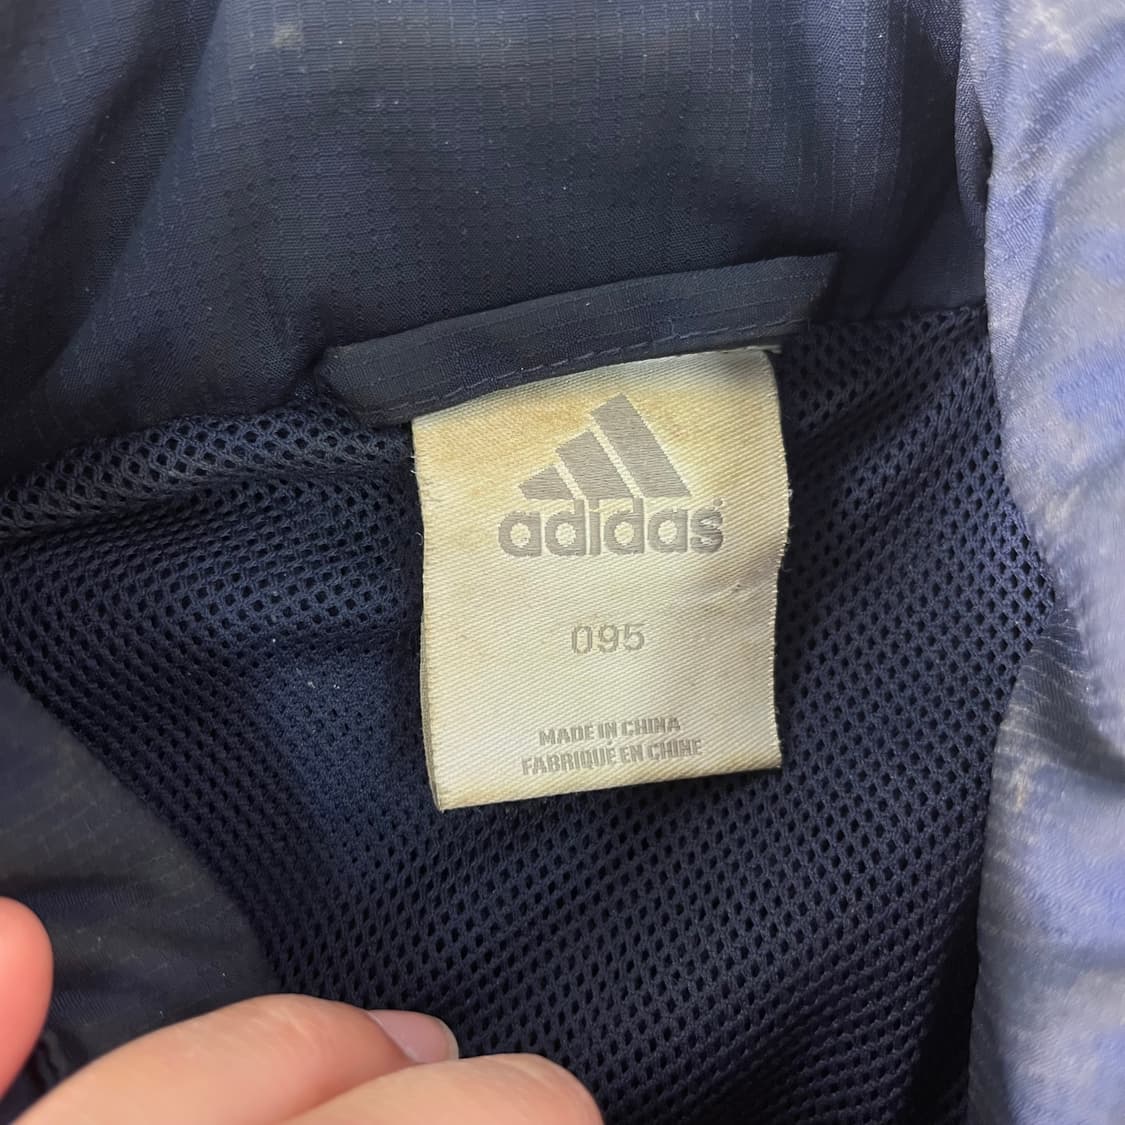 adidas
095
MADE IN CHINA
FABRIQUÉ EN CHINE